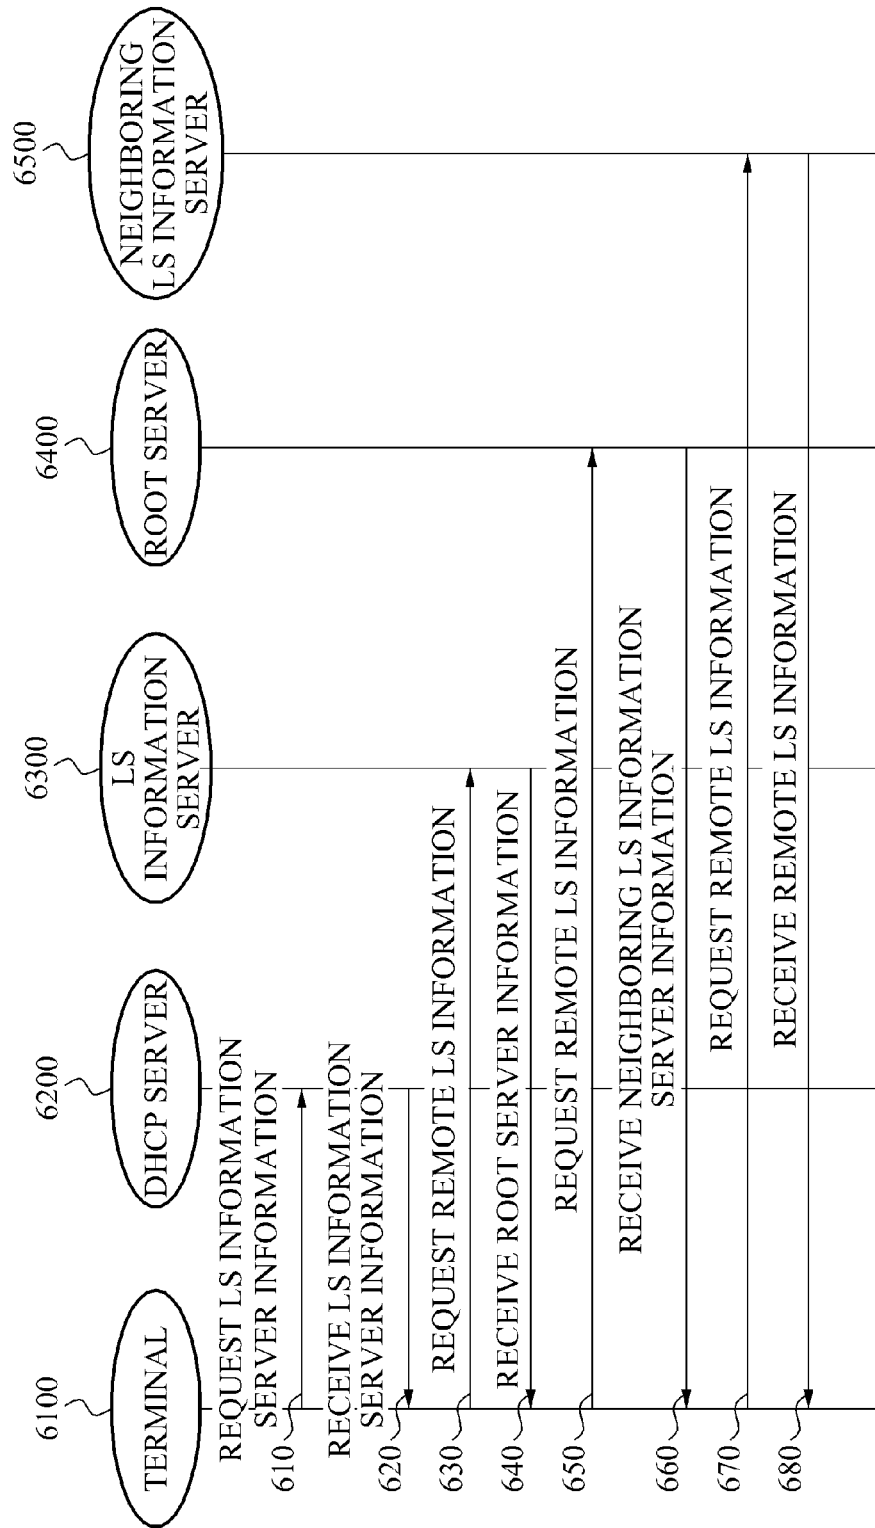 6100
6200
6300
6400
6500
TERMINAL
DHCP SERVER
LS
INFORMATION
SERVER
ROOT SERVER
NEIGHBORING
LS INFORMATION
SERVER
REQUEST LS INFORMATION
SERVER INFORMATION
610
RECEIVE LS INFORMATION
SERVER INFORMATION
620
REQUEST REMOTE LS INFORMATION
630
RECEIVE ROOT SERVER INFORMATION
640
REQUEST REMOTE LS INFORMATION
650
RECEIVE NEIGHBORING LS INFORMATION
SERVER INFORMATION
660
REQUEST REMOTE LS INFORMATION
670
RECEIVE REMOTE LS INFORMATION
680